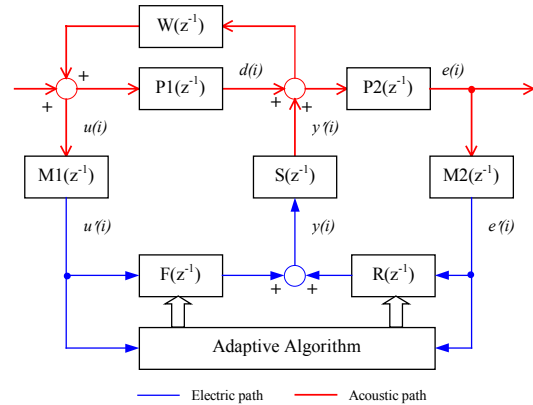 W(z⁻¹)
+
P1(z⁻¹)
d(i)
P2(z⁻¹)
e(i)
+
+
+
u(i)
y'(i)
M1(z⁻¹)
S(z⁻¹)
M2(z⁻¹)
u'(i)
y(i)
e'(i)
F(z⁻¹)
R(z⁻¹)
+
+
Adaptive Algorithm
Electric path
Acoustic path